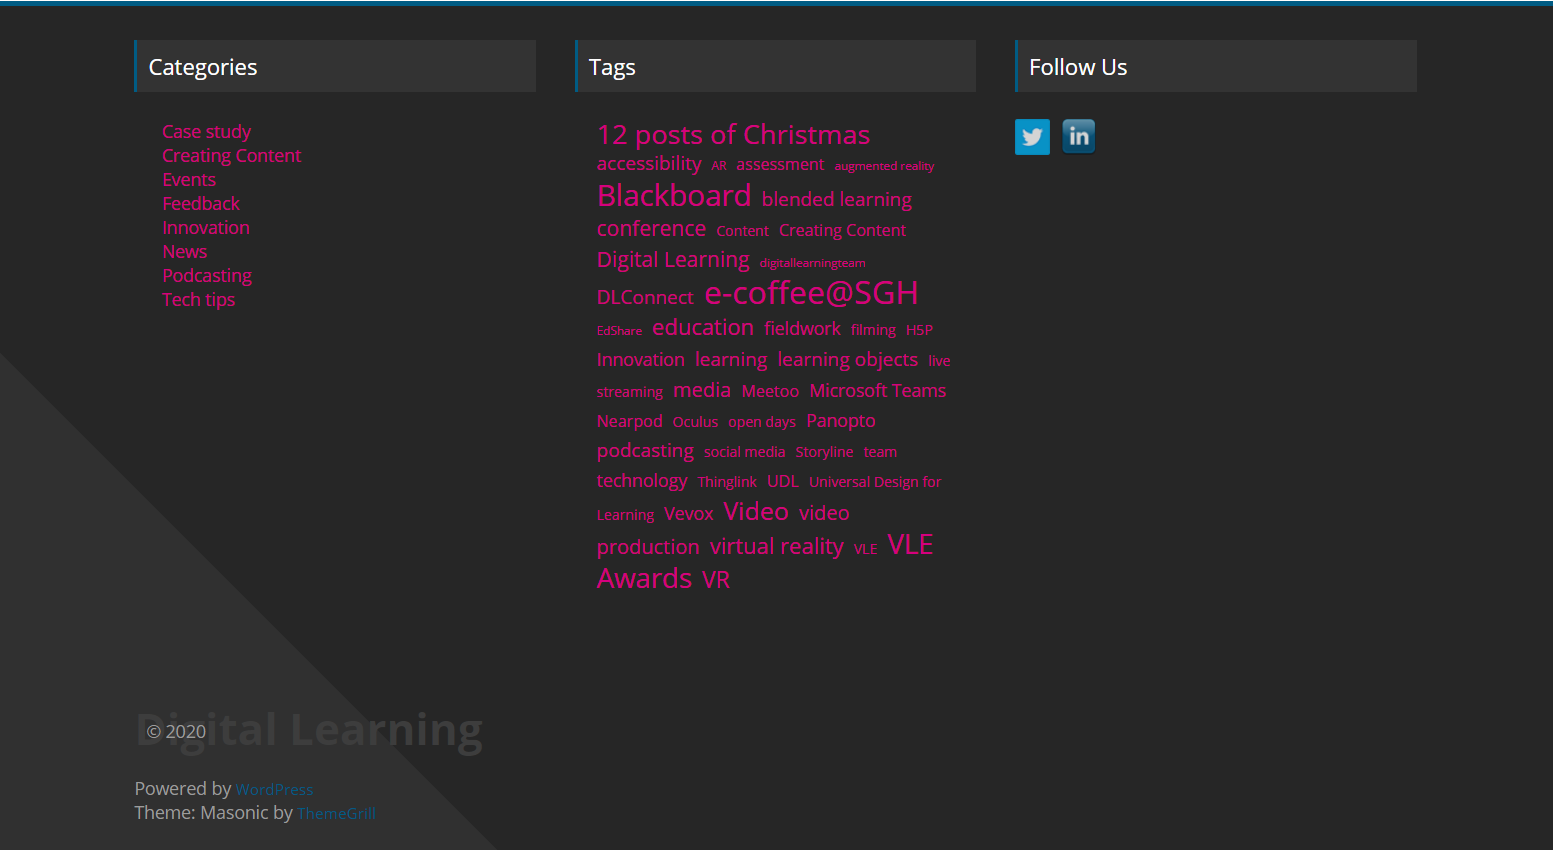 Categories
Case study
Creating Content
Events
Feedback
Innovation
News
Podcasting
Tech tips
Tags
12 posts of Christmas
accessibility AR assessment augmented reality
Blackboard blended learning
conference Content Creating Content
Digital Learning digitallearningteam
DLConnect e-coffee@SGH
EdShare education fieldwork filming H5P
Innovation learning learning objects live
streaming media Meetoo Microsoft Teams
Nearpod Oculus open days Panopto
podcasting social media Storyline team
technology Thinglink UDL Universal Design for
Learning Vevox Video video
production virtual reality VLE VLE
Awards VR
Follow Us
in
Digital Learning
© 2020
Powered by WordPress
Theme: Masonic by ThemeGrill